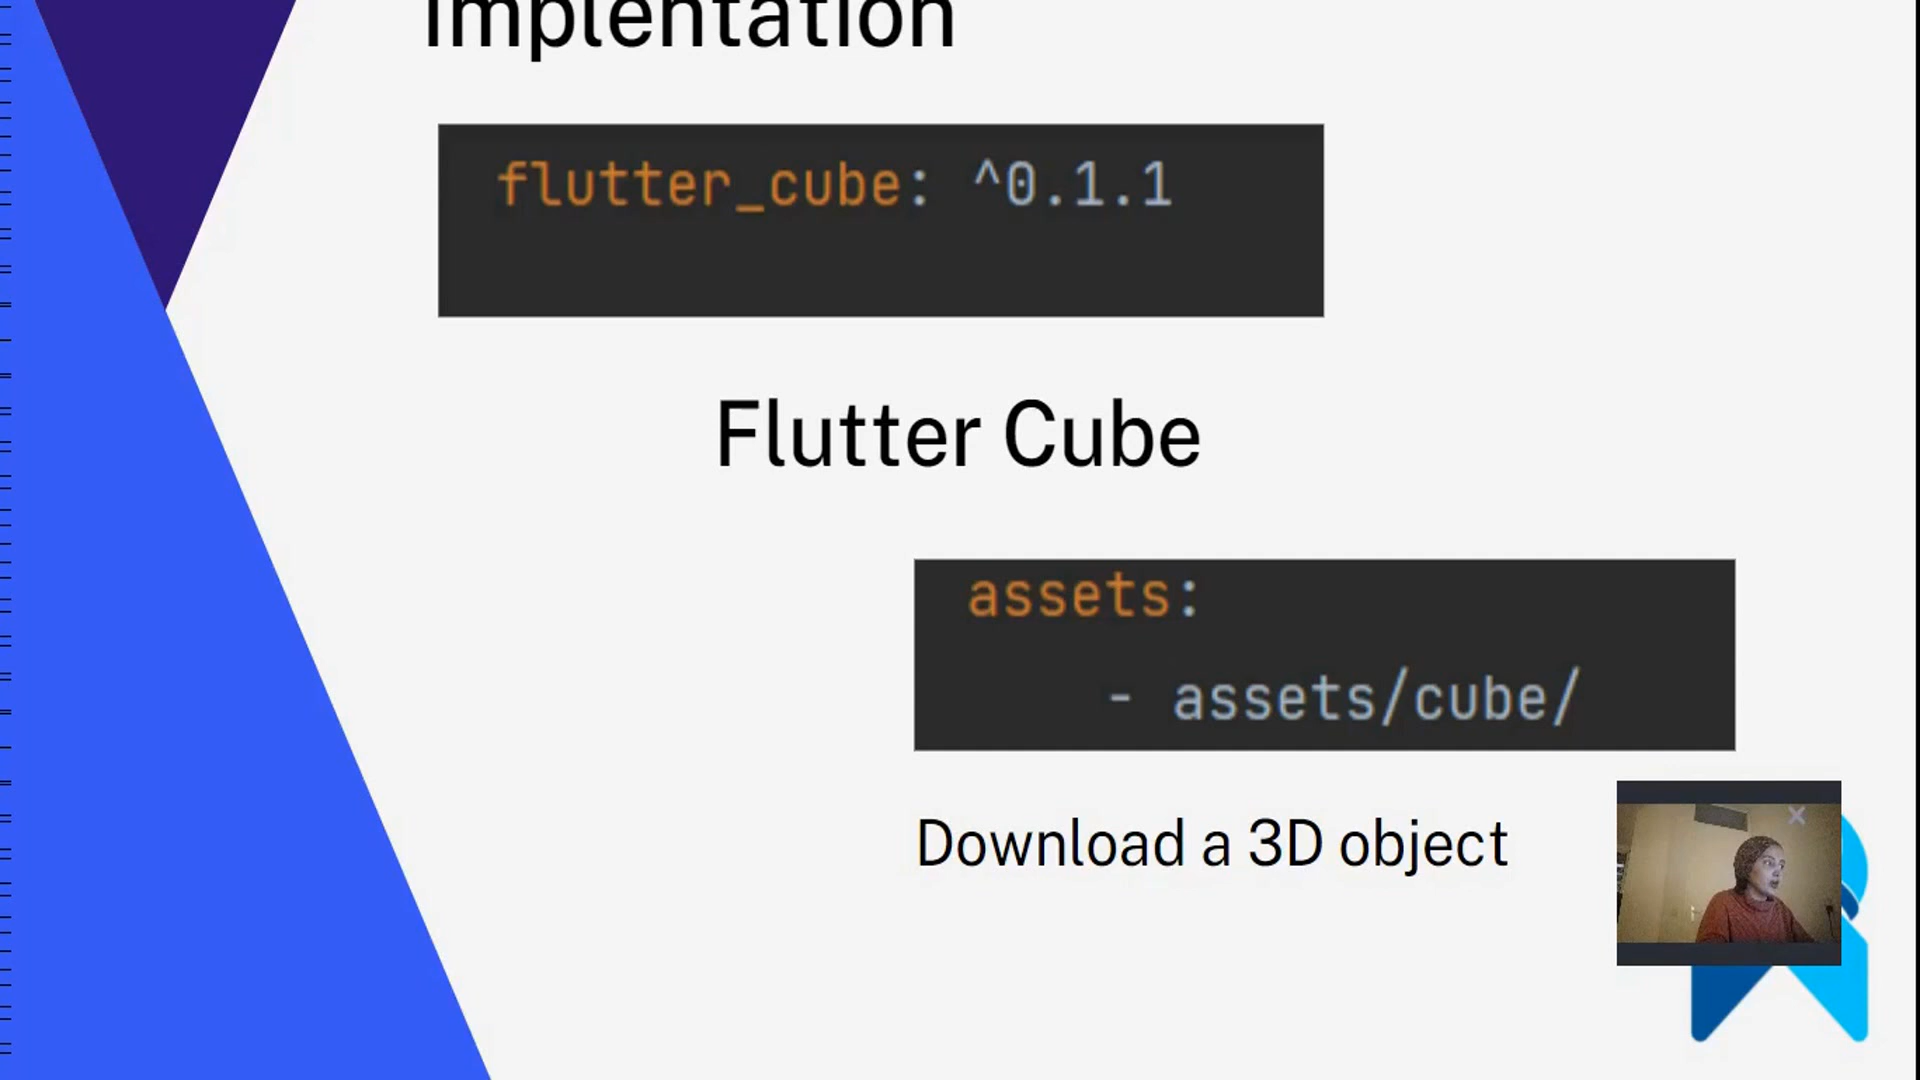 Implentation
flutter_cube: ^0.1.1
Flutter Cube
assets:
- assets/cube/
Download a 3D object